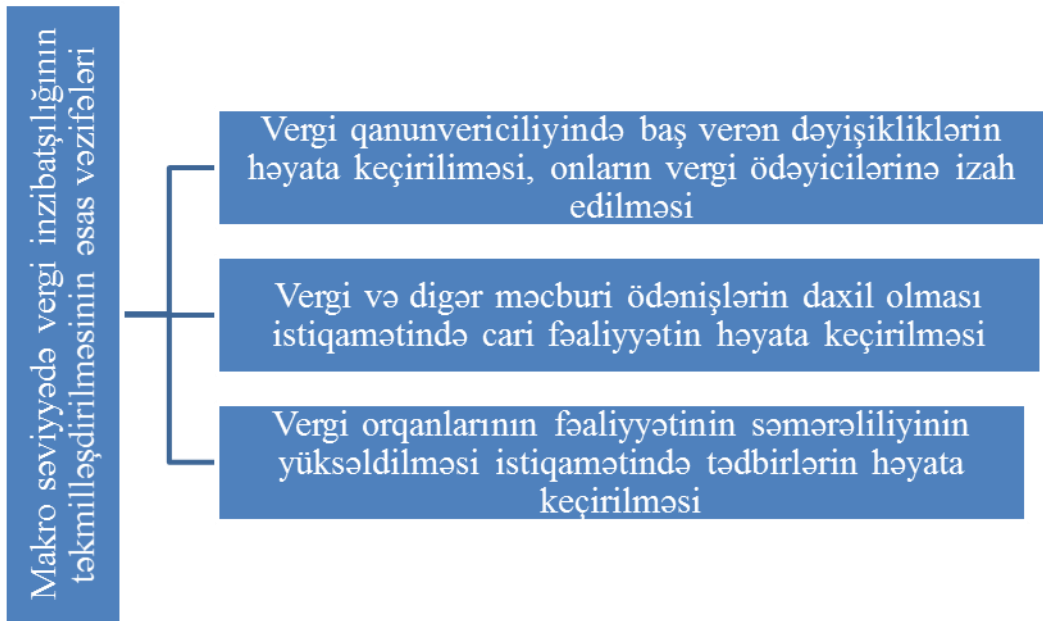 Makro səviyyədə vergi inzibatşılığının
təkmilləşdirilməsinin əsas vəzifələri
Vergi qanunvericiliyində baş verən dəyişikliklərin
həyata keçiriliməsi, onların vergi ödəyicilərinə izah
edilməsi
Vergi və digər məcburi ödənişlərin daxil olması
istiqamətində cari fəaliyyətin həyata keçirilməsi
Vergi orqanlarının fəaliyyətinin səmərəliliyinin
yüksəldilməsi istiqamətində tədbirlərin həyata
keçirilməsi